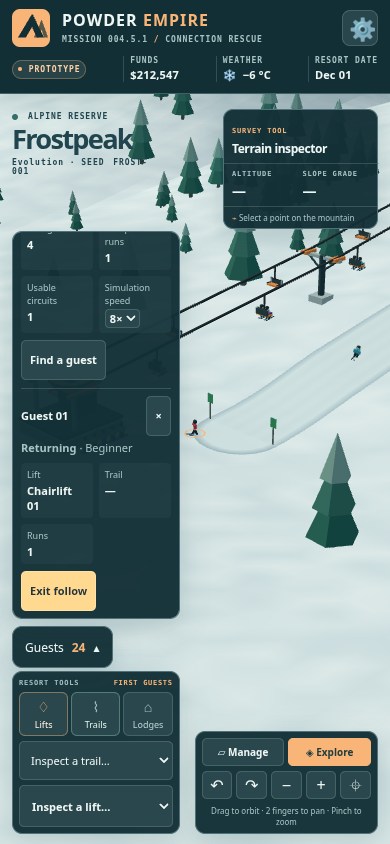 POWDER EMPIRE
MISSION 004.5.1 / CONNECTION RESCUE
PROTOTYPE
FUNDS
$212,547
WEATHER
−6 °C
RESORT DATE
Dec 01
ALPINE RESERVE
Frostpeak
Evolution · SEED FROST-
001
SURVEY TOOL
Terrain inspector
ALTITUDE
—
SLOPE GRADE
—
Select a point on the mountain
4
runs
1
Usable
circuits
1
Simulation
speed
8×
Find a guest
Guest 01
×
Returning · Beginner
Lift
Chairlift
01
Trail
—
Runs
1
Exit follow
Guests 24 ▲
RESORT TOOLS
FIRST GUESTS
Lifts
Trails
Lodges
Inspect a trail...
Inspect a lift...
Manage
Explore
↶ ↷ − +
Drag to orbit · 2 fingers to pan · Pinch to
zoom